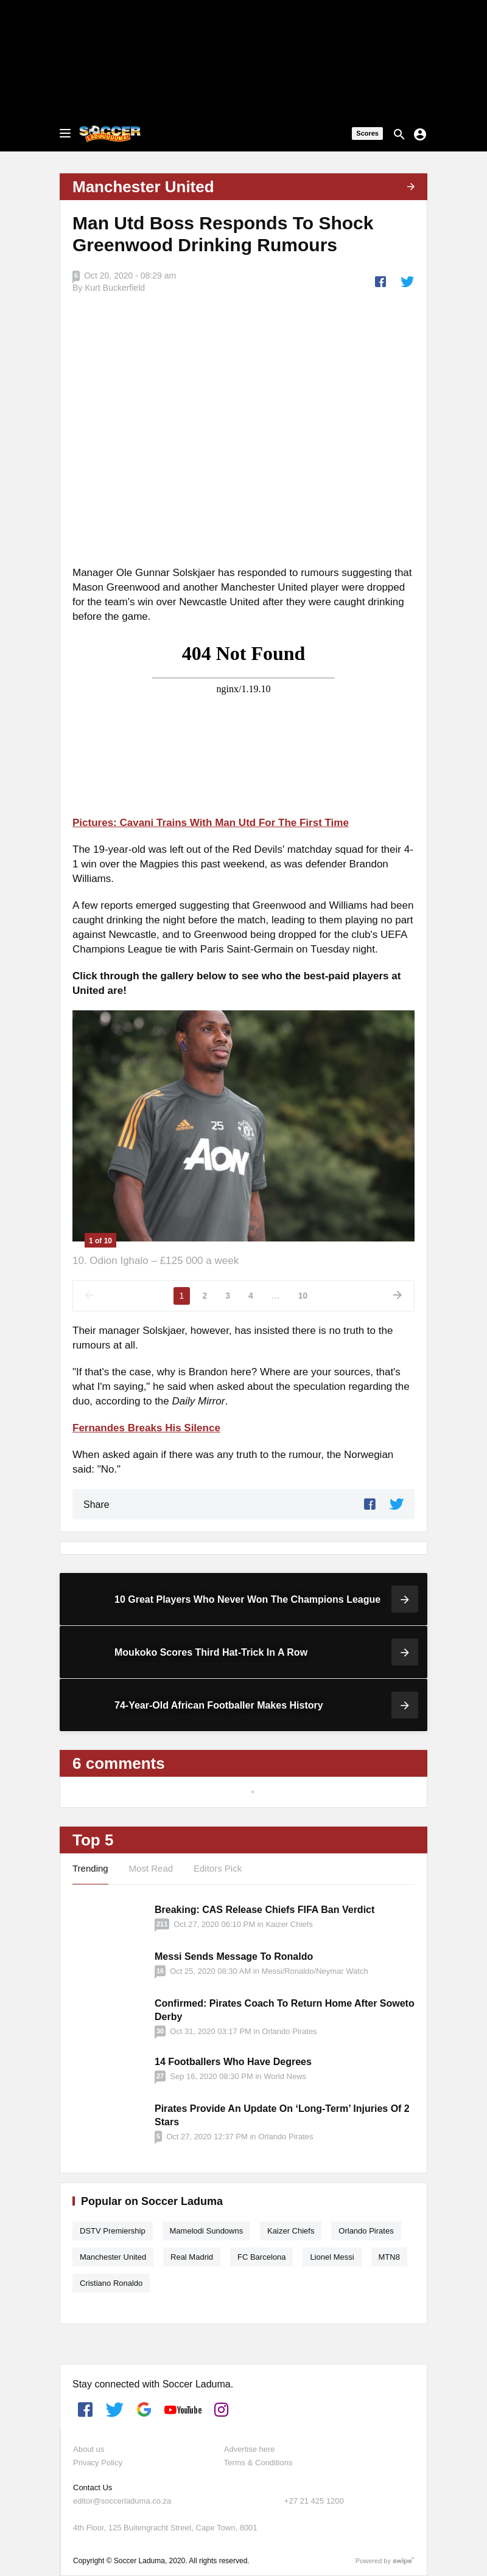 SOCCER
LADUUUUUMA
Scores
Manchester United
Man Utd Boss Responds To Shock
Greenwood Drinking Rumours
6 Oct 20, 2020 - 08:29 am
By Kurt Buckerfield
Manager Ole Gunnar Solskjaer has responded to rumours suggesting that
Mason Greenwood and another Manchester United player were dropped
for the team's win over Newcastle United after they were caught drinking
before the game.
404 Not Found
nginx/1.19.10
Pictures: Cavani Trains With Man Utd For The First Time
The 19-year-old was left out of the Red Devils' matchday squad for their 4-
1 win over the Magpies this past weekend, as was defender Brandon
Williams.
A few reports emerged suggesting that Greenwood and Williams had been
caught drinking the night before the match, leading to them playing no part
against Newcastle, and to Greenwood being dropped for the club's UEFA
Champions League tie with Paris Saint-Germain on Tuesday night.
Click through the gallery below to see who the best-paid players at
United are!
25
AON
1 of 10
10. Odion Ighalo – £125 000 a week
1 2 3 4 ... 10
Their manager Solskjaer, however, has insisted there is no truth to the
rumours at all.
"If that's the case, why is Brandon here? Where are your sources, that's
what I'm saying," he said when asked about the speculation regarding the
duo, according to the Daily Mirror.
Fernandes Breaks His Silence
When asked again if there was any truth to the rumour, the Norwegian
said: "No."
Share
10 Great Players Who Never Won The Champions League
Moukoko Scores Third Hat-Trick In A Row
74-Year-Old African Footballer Makes History
6 comments
Top 5
Trending Most Read Editors Pick
Breaking: CAS Release Chiefs FIFA Ban Verdict
211 Oct 27, 2020 06:10 PM in Kaizer Chiefs
Messi Sends Message To Ronaldo
16 Oct 25, 2020 08:30 AM in Messi/Ronaldo/Neymar Watch
Confirmed: Pirates Coach To Return Home After Soweto
Derby
30 Oct 31, 2020 03:17 PM in Orlando Pirates
14 Footballers Who Have Degrees
27 Sep 16, 2020 08:30 PM in World News
Pirates Provide An Update On ‘Long-Term’ Injuries Of 2
Stars
5 Oct 27, 2020 12:37 PM in Orlando Pirates
Popular on Soccer Laduma
DSTV Premiership Mamelodi Sundowns Kaizer Chiefs Orlando Pirates
Manchester United Real Madrid FC Barcelona Lionel Messi MTN8
Cristiano Ronaldo
Stay connected with Soccer Laduma.
YouTube
About us Advertise here
Privacy Policy Terms & Conditions
Contact Us
editor@soccerladuma.co.za +27 21 425 1200
4th Floor, 125 Buitengracht Street, Cape Town, 8001
Copyright © Soccer Laduma, 2020. All rights reserved. Powered by swipe